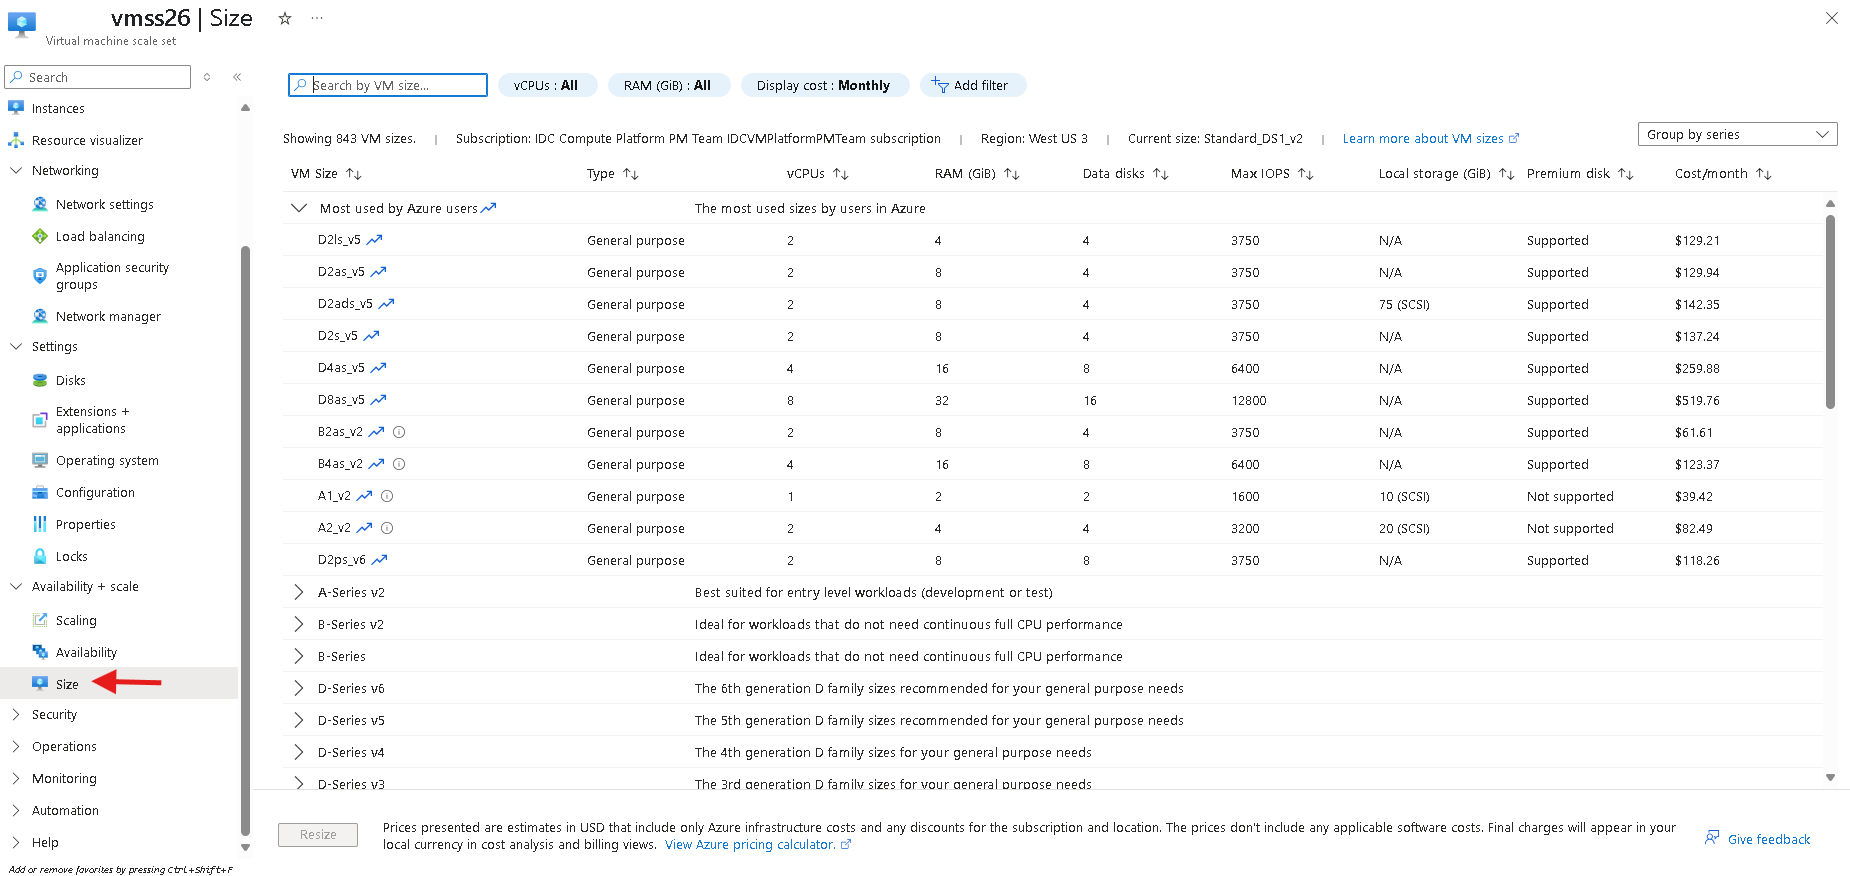 vmss26 | Size
Virtual machine scale set
Search
Instances
Resource visualizer
Networking
Network settings
Load balancing
Application security
groups
Network manager
Settings
Disks
Extensions +
applications
Operating system
Configuration
Properties
Locks
Availability + scale
Scaling
Availability
Size
Security
Operations
Monitoring
Automation
Help
Add or remove favorites by pressing Ctrl+Shift+F
Search by VM size...
vCPUs : All
RAM (GiB) : All
Display cost : Monthly
Add filter
Showing 843 VM sizes. | Subscription: IDC Compute Platform PM Team IDCVMPlatformPMTeam subscription | Region: West US 3 | Current size: Standard_DS1_v2 | Learn more about VM sizes
Group by series
VM Size Type vCPUs RAM (GiB) Data disks Max IOPS Local storage (GiB) Premium disk Cost/month
Most used by Azure users The most used sizes by users in Azure
D2ls_v5 General purpose 2 4 4 3750 N/A Supported $129.21
D2as_v5 General purpose 2 8 4 3750 N/A Supported $129.94
D2ads_v5 General purpose 2 8 4 3750 75 (SCSI) Supported $142.35
D2s_v5 General purpose 2 8 4 3750 N/A Supported $137.24
D4as_v5 General purpose 4 16 8 6400 N/A Supported $259.88
D8as_v5 General purpose 8 32 16 12800 N/A Supported $519.76
B2as_v2 General purpose 2 8 4 3750 N/A Supported $61.61
B4as_v2 General purpose 4 16 8 6400 N/A Supported $123.37
A1_v2 General purpose 1 2 2 1600 10 (SCSI) Not supported $39.42
A2_v2 General purpose 2 4 4 3200 20 (SCSI) Not supported $82.49
D2ps_v6 General purpose 2 8 8 3750 N/A Supported $118.26
A-Series v2 Best suited for entry level workloads (development or test)
B-Series v2 Ideal for workloads that do not need continuous full CPU performance
B-Series Ideal for workloads that do not need continuous full CPU performance
D-Series v6 The 6th generation D family sizes recommended for your general purpose needs
D-Series v5 The 5th generation D family sizes recommended for your general purpose needs
D-Series v4 The 4th generation D family sizes for your general purpose needs
D-Series v3 The 3rd generation D family sizes for your general purpose needs
Resize
Prices presented are estimates in USD that include only Azure infrastructure costs and any discounts for the subscription and location. The prices don't include any applicable software costs. Final charges will appear in your
local currency in cost analysis and billing views. View Azure pricing calculator.
Give feedback